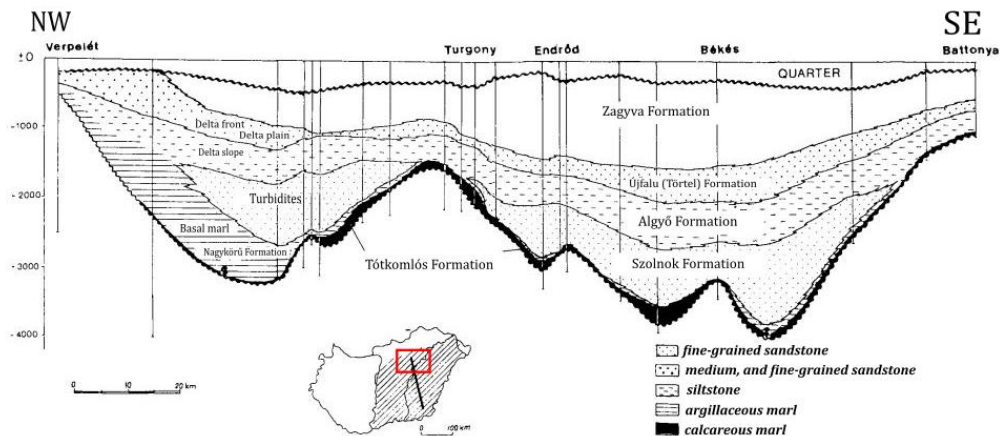 NW
SE
Verpelét
Turgony
Endrőd
Békés
Battonya
±0
QUARTER
Zagyva Formation
Delta front
Delta plain
-1000
Delta slope
Újfalu (Törtel) Formation
-2000
Turbidites
Algyő Formation
Basal marl
Nagykörű Formation
Tótkomlós Formation
Szolnok Formation
-3000
-4000
fine-grained sandstone
medium, and fine-grained sandstone
siltstone
argillaceous marl
calcareous marl
0 10 20 km
0 100 km